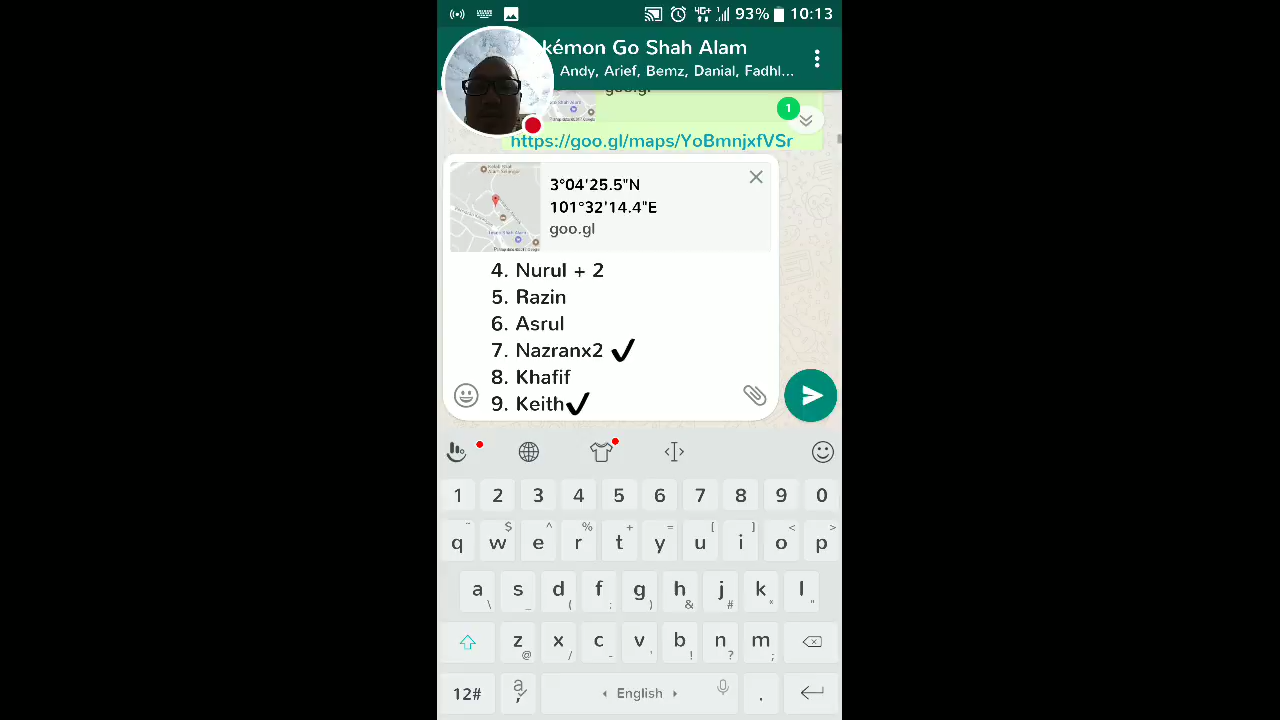 93% 10:13
kémon Go Shah Alam
Andy, Arief, Bemz, Danial, Fadhl...
goo.gl
1
https://goo.gl/maps/YoBmnjxfVSr
3°04'25.5"N
101°32'14.4"E
goo.gl
4. Nurul + 2
5. Razin
6. Asrul
7. Nazranx2 ✔
8. Khafif
9. Keith✔
1 2 3 4 5 6 7 8 9 0
q w e r t y u i o p
a s d f g h j k l
z x c v b n m
12# , English .